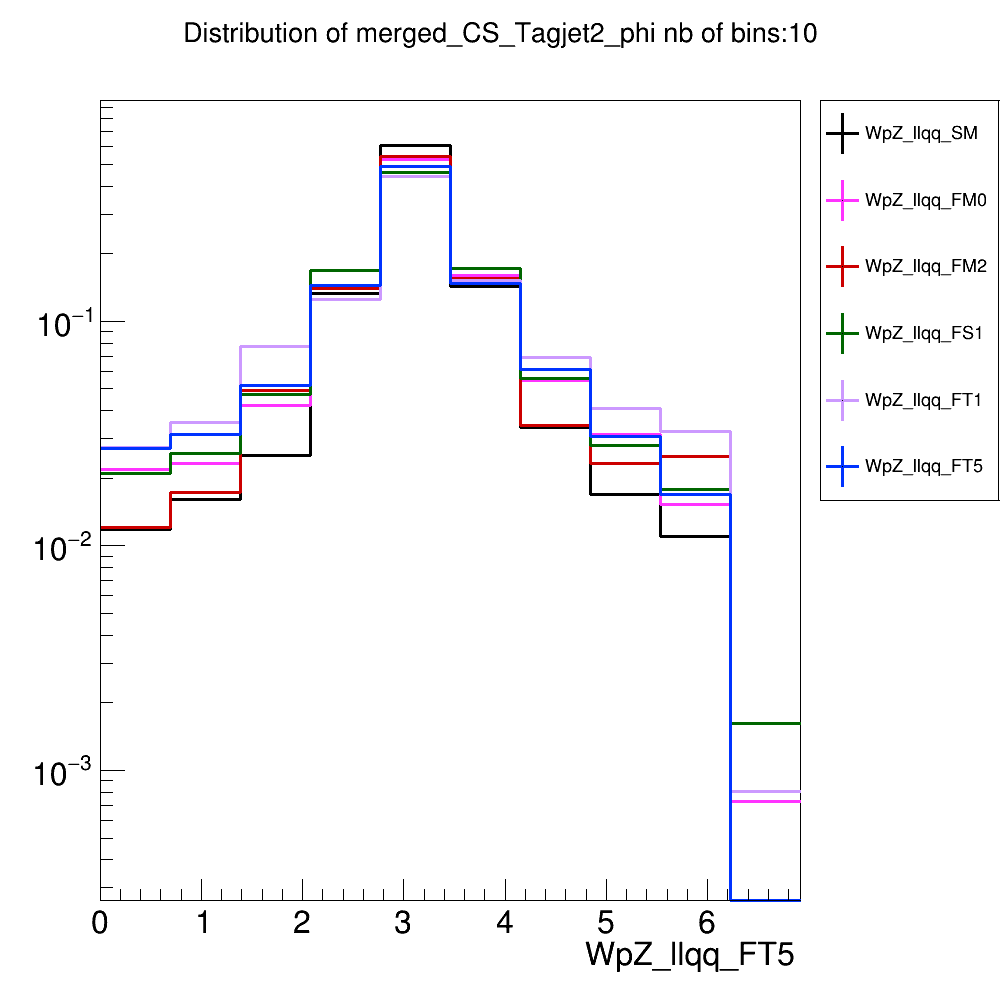 Distribution of merged_CS_Tagjet2_phi nb of bins:10
WpZ_llqq_SM
WpZ_llqq_FM0
WpZ_llqq_FM2
WpZ_llqq_FS1
WpZ_llqq_FT1
WpZ_llqq_FT5
10⁻¹
10⁻²
10⁻³
0 1 2 3 4 5 6
WpZ_llqq_FT5